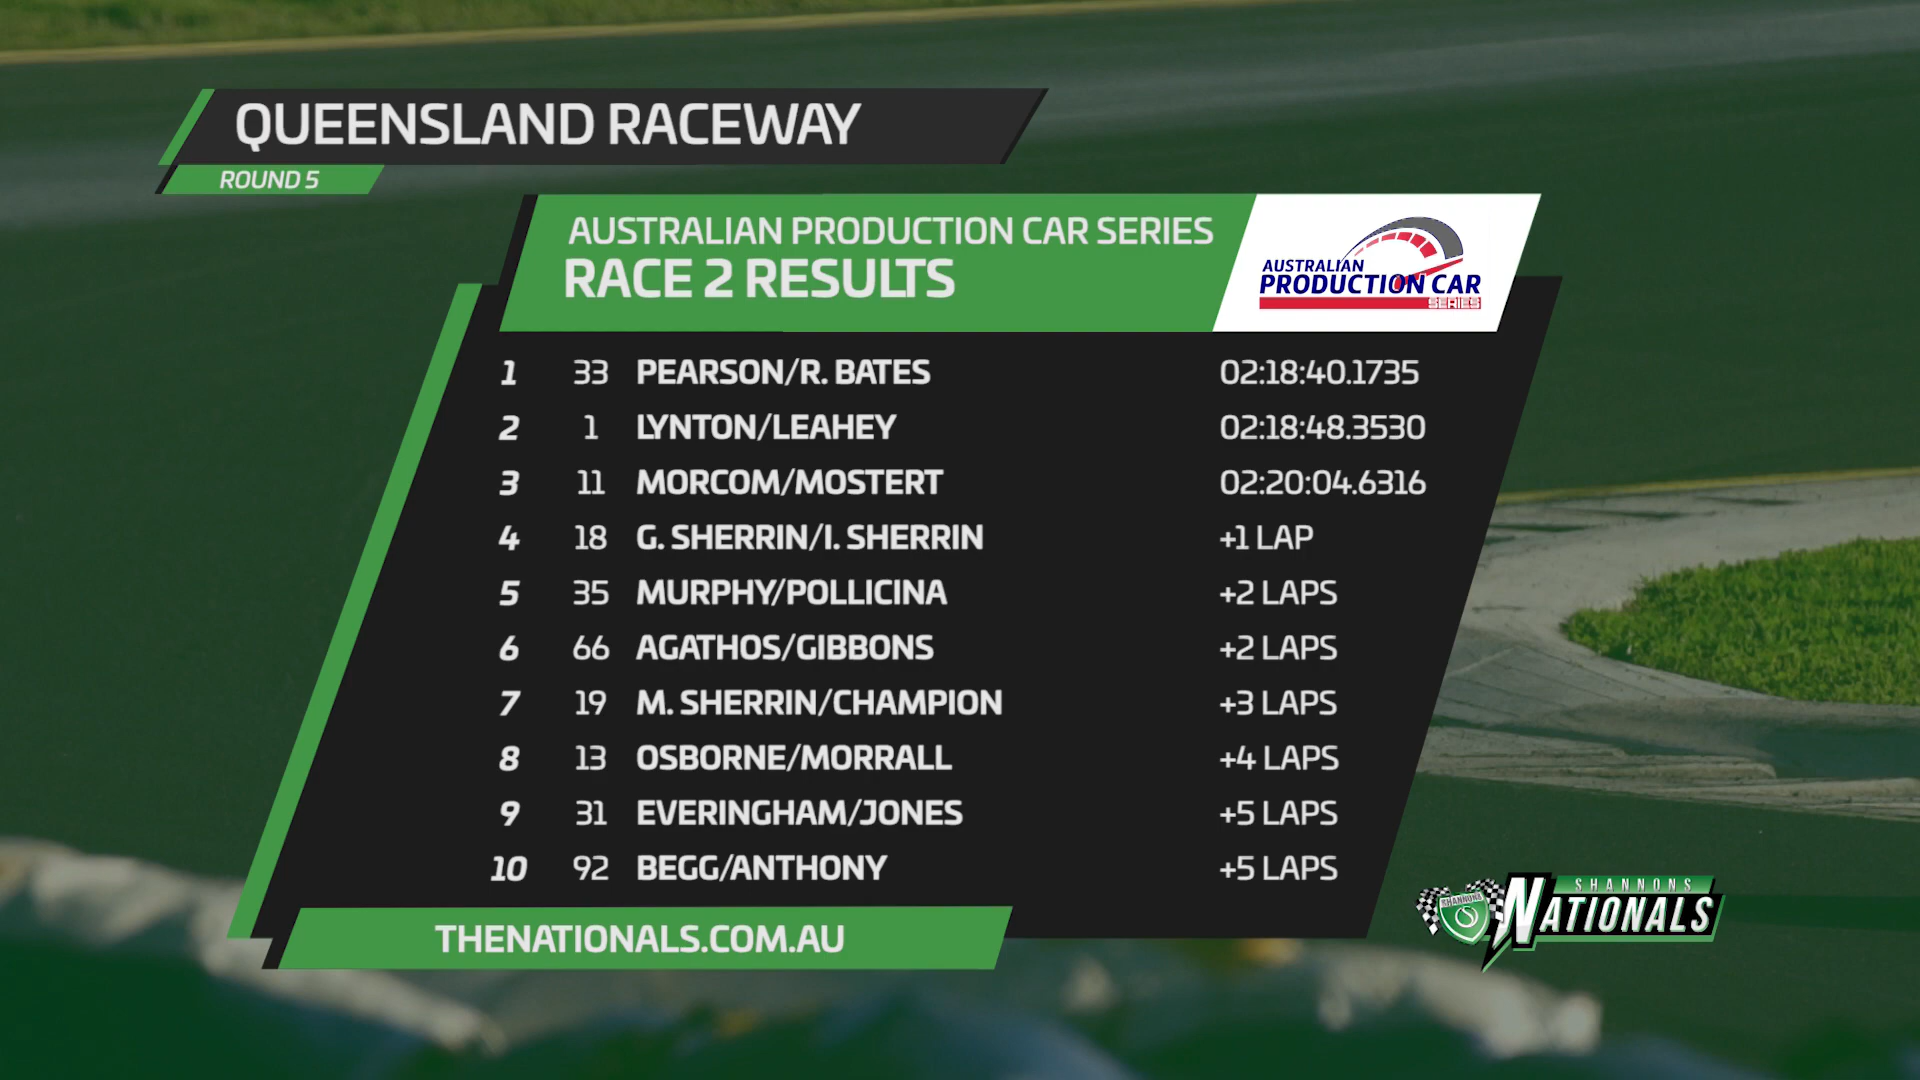 QUEENSLAND RACEWAY
ROUND 5
AUSTRALIAN PRODUCTION CAR SERIES
RACE 2 RESULTS
AUSTRALIAN
PRODUCTION CAR
SERIES
1 33 PEARSON/R. BATES 02:18:40.1735
2 1 LYNTON/LEAHEY 02:18:48.3530
3 11 MORCOM/MOSTERT 02:20:04.6316
4 18 G. SHERRIN/I. SHERRIN +1 LAP
5 35 MURPHY/POLLICINA +2 LAPS
6 66 AGATHOS/GIBBONS +2 LAPS
7 19 M. SHERRIN/CHAMPION +3 LAPS
8 13 OSBORNE/MORRALL +4 LAPS
9 31 EVERINGHAM/JONES +5 LAPS
10 92 BEGG/ANTHONY +5 LAPS
THENATIONALS.COM.AU
SHANNONS
SHANNONS
NATIONALS